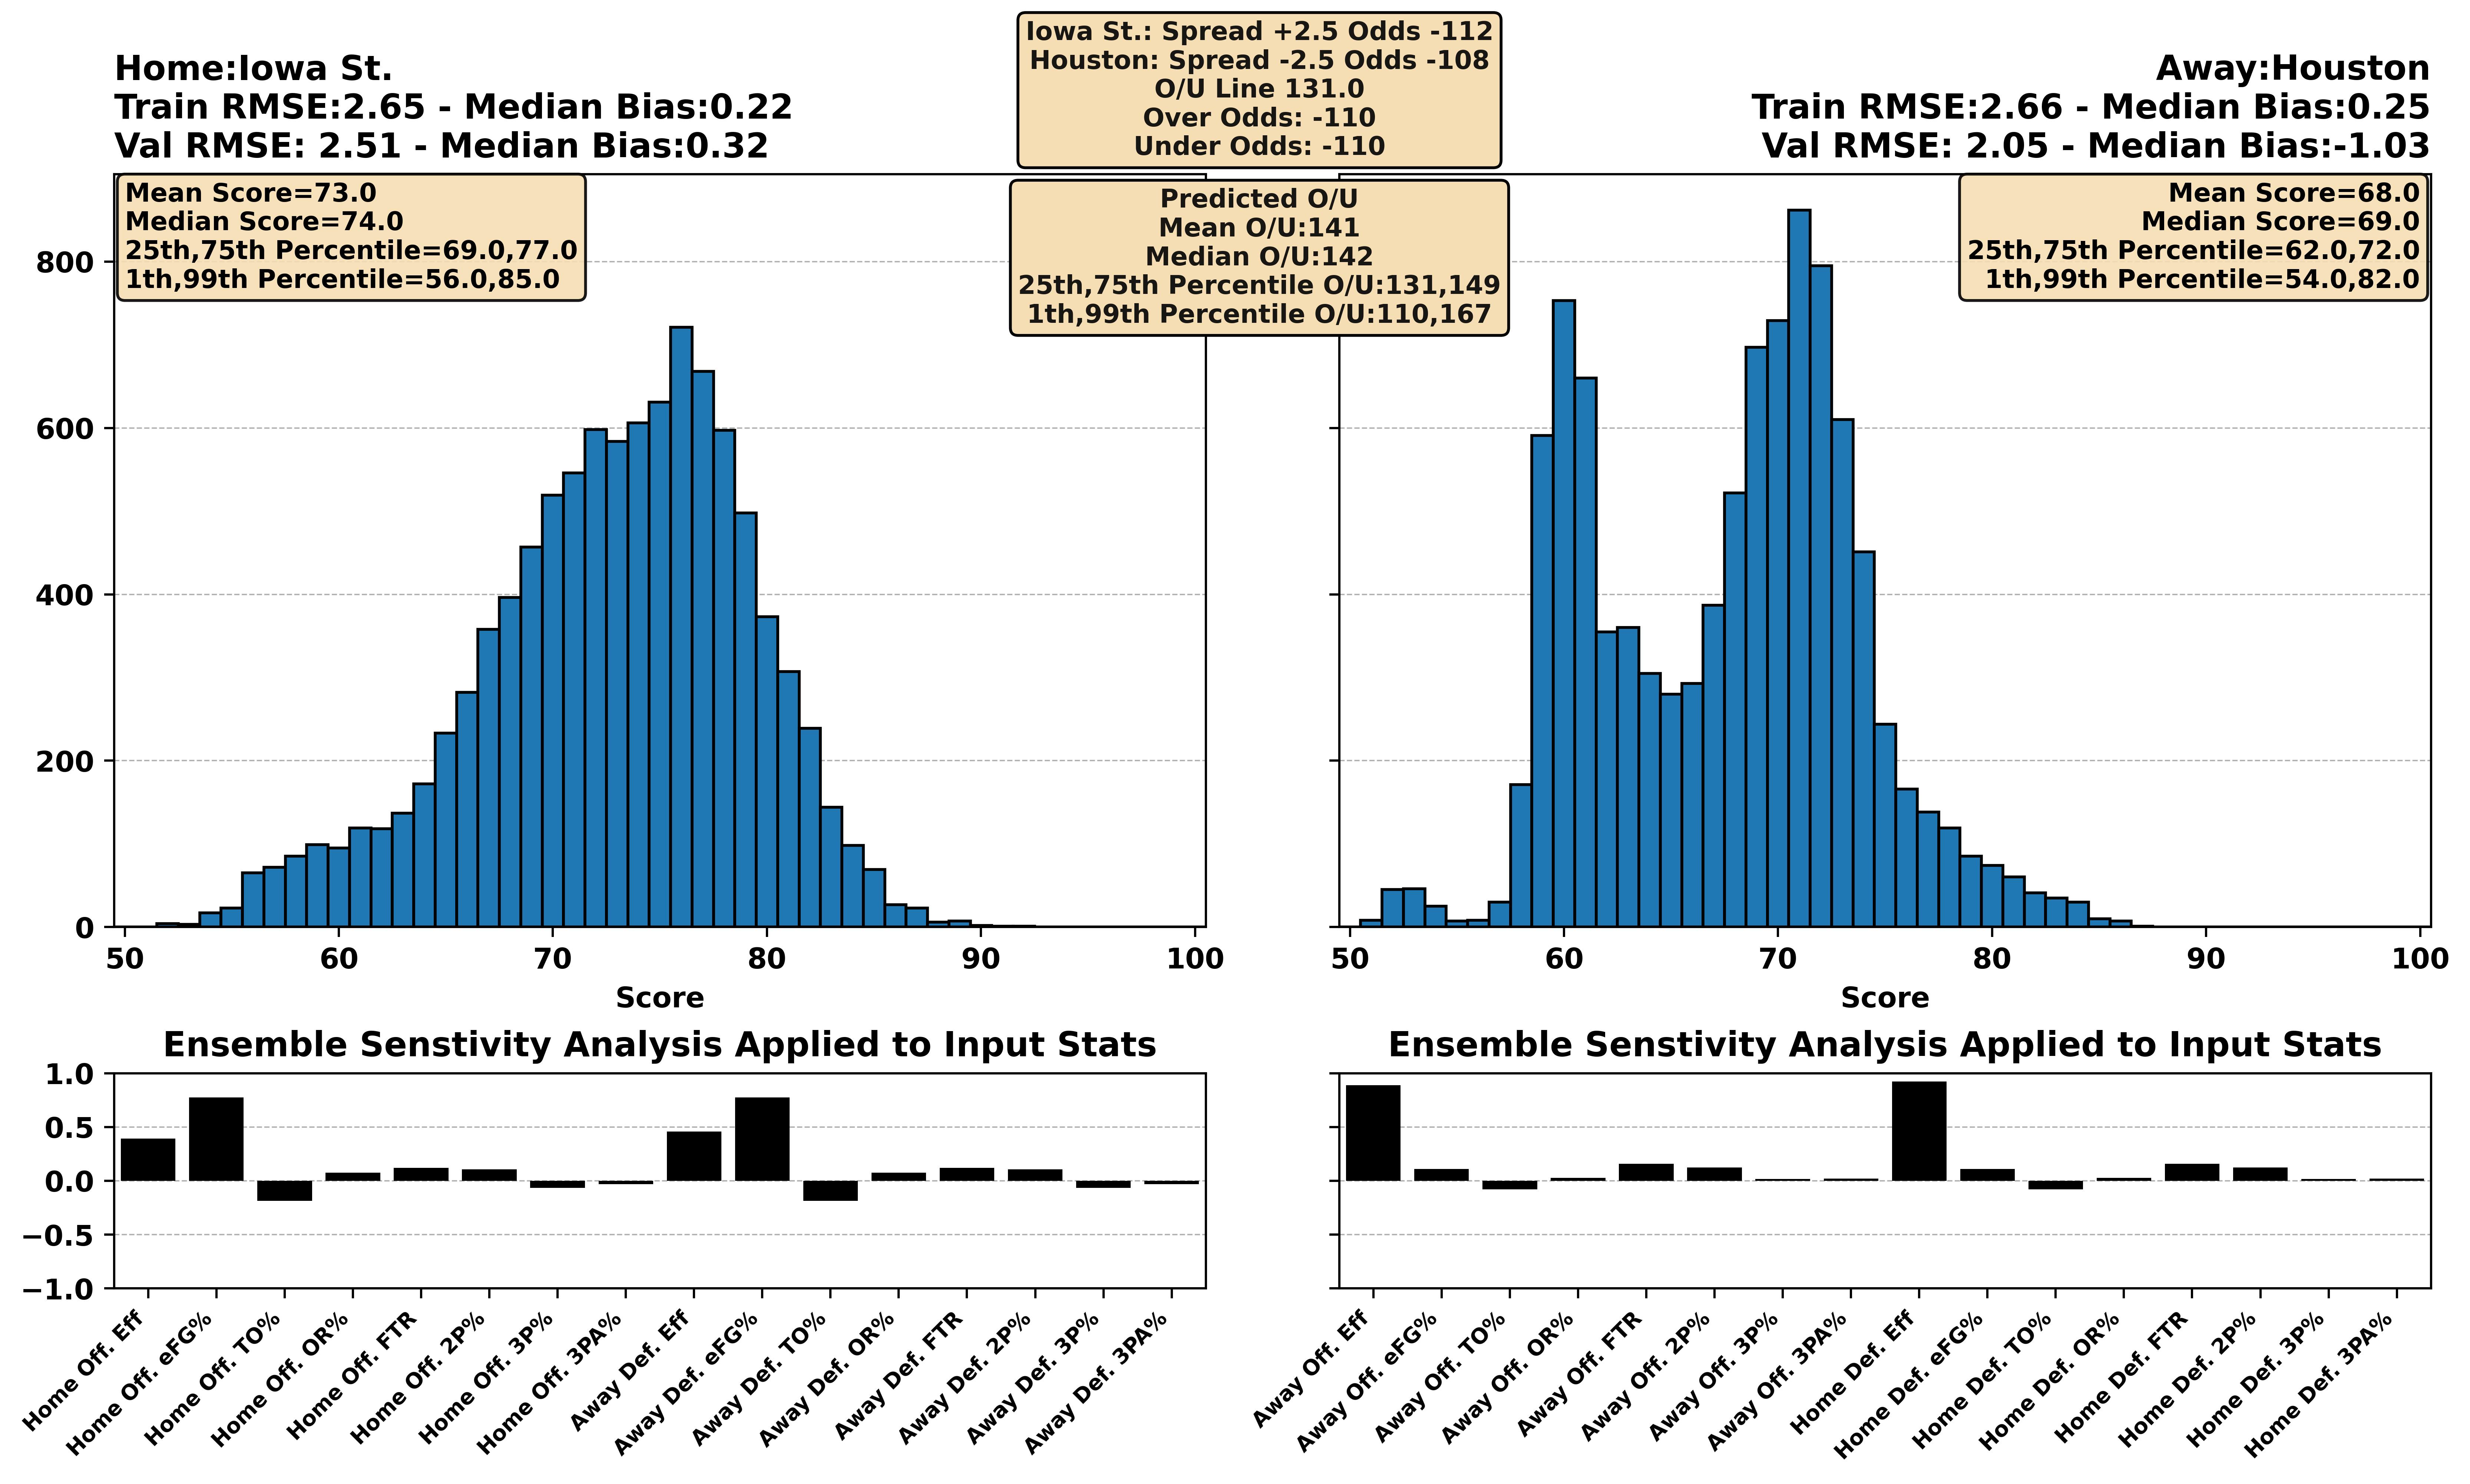 Iowa St.: Spread +2.5 Odds -112
Houston: Spread -2.5 Odds -108
O/U Line 131.0
Over Odds: -110
Under Odds: -110
Home:Iowa St.
Train RMSE:2.65 - Median Bias:0.22
Val RMSE: 2.51 - Median Bias:0.32
Away:Houston
Train RMSE:2.66 - Median Bias:0.25
Val RMSE: 2.05 - Median Bias:-1.03
Mean Score=73.0
Median Score=74.0
25th,75th Percentile=69.0,77.0
1th,99th Percentile=56.0,85.0
Predicted O/U
Mean O/U:141
Median O/U:142
25th,75th Percentile O/U:131,149
1th,99th Percentile O/U:110,167
Mean Score=68.0
Median Score=69.0
25th,75th Percentile=62.0,72.0
1th,99th Percentile=54.0,82.0
800
600
400
200
0
50 60 70 80 90 100
Score
50 60 70 80 90 100
Score
Ensemble Senstivity Analysis Applied to Input Stats
1.0
0.5
0.0
−0.5
−1.0
Home Off. Eff
Home Off. eFG%
Home Off. TO%
Home Off. OR%
Home Off. FTR
Home Off. 2P%
Home Off. 3P%
Home Off. 3PA%
Away Def. Eff
Away Def. eFG%
Away Def. TO%
Away Def. OR%
Away Def. FTR
Away Def. 2P%
Away Def. 3P%
Away Def. 3PA%
Ensemble Senstivity Analysis Applied to Input Stats
Away Off. Eff
Away Off. eFG%
Away Off. TO%
Away Off. OR%
Away Off. FTR
Away Off. 2P%
Away Off. 3P%
Away Off. 3PA%
Home Def. Eff
Home Def. eFG%
Home Def. TO%
Home Def. OR%
Home Def. FTR
Home Def. 2P%
Home Def. 3P%
Home Def. 3PA%